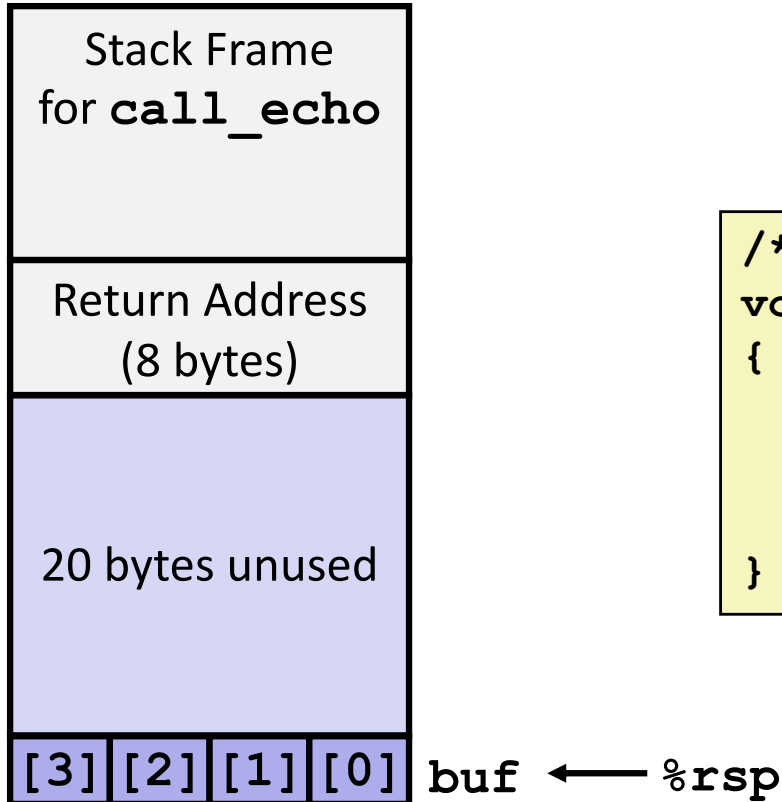 Stack Frame
for call_echo
Return Address
(8 bytes)
20 bytes unused
[3] [2] [1] [0] buf %rsp
/*
{
}